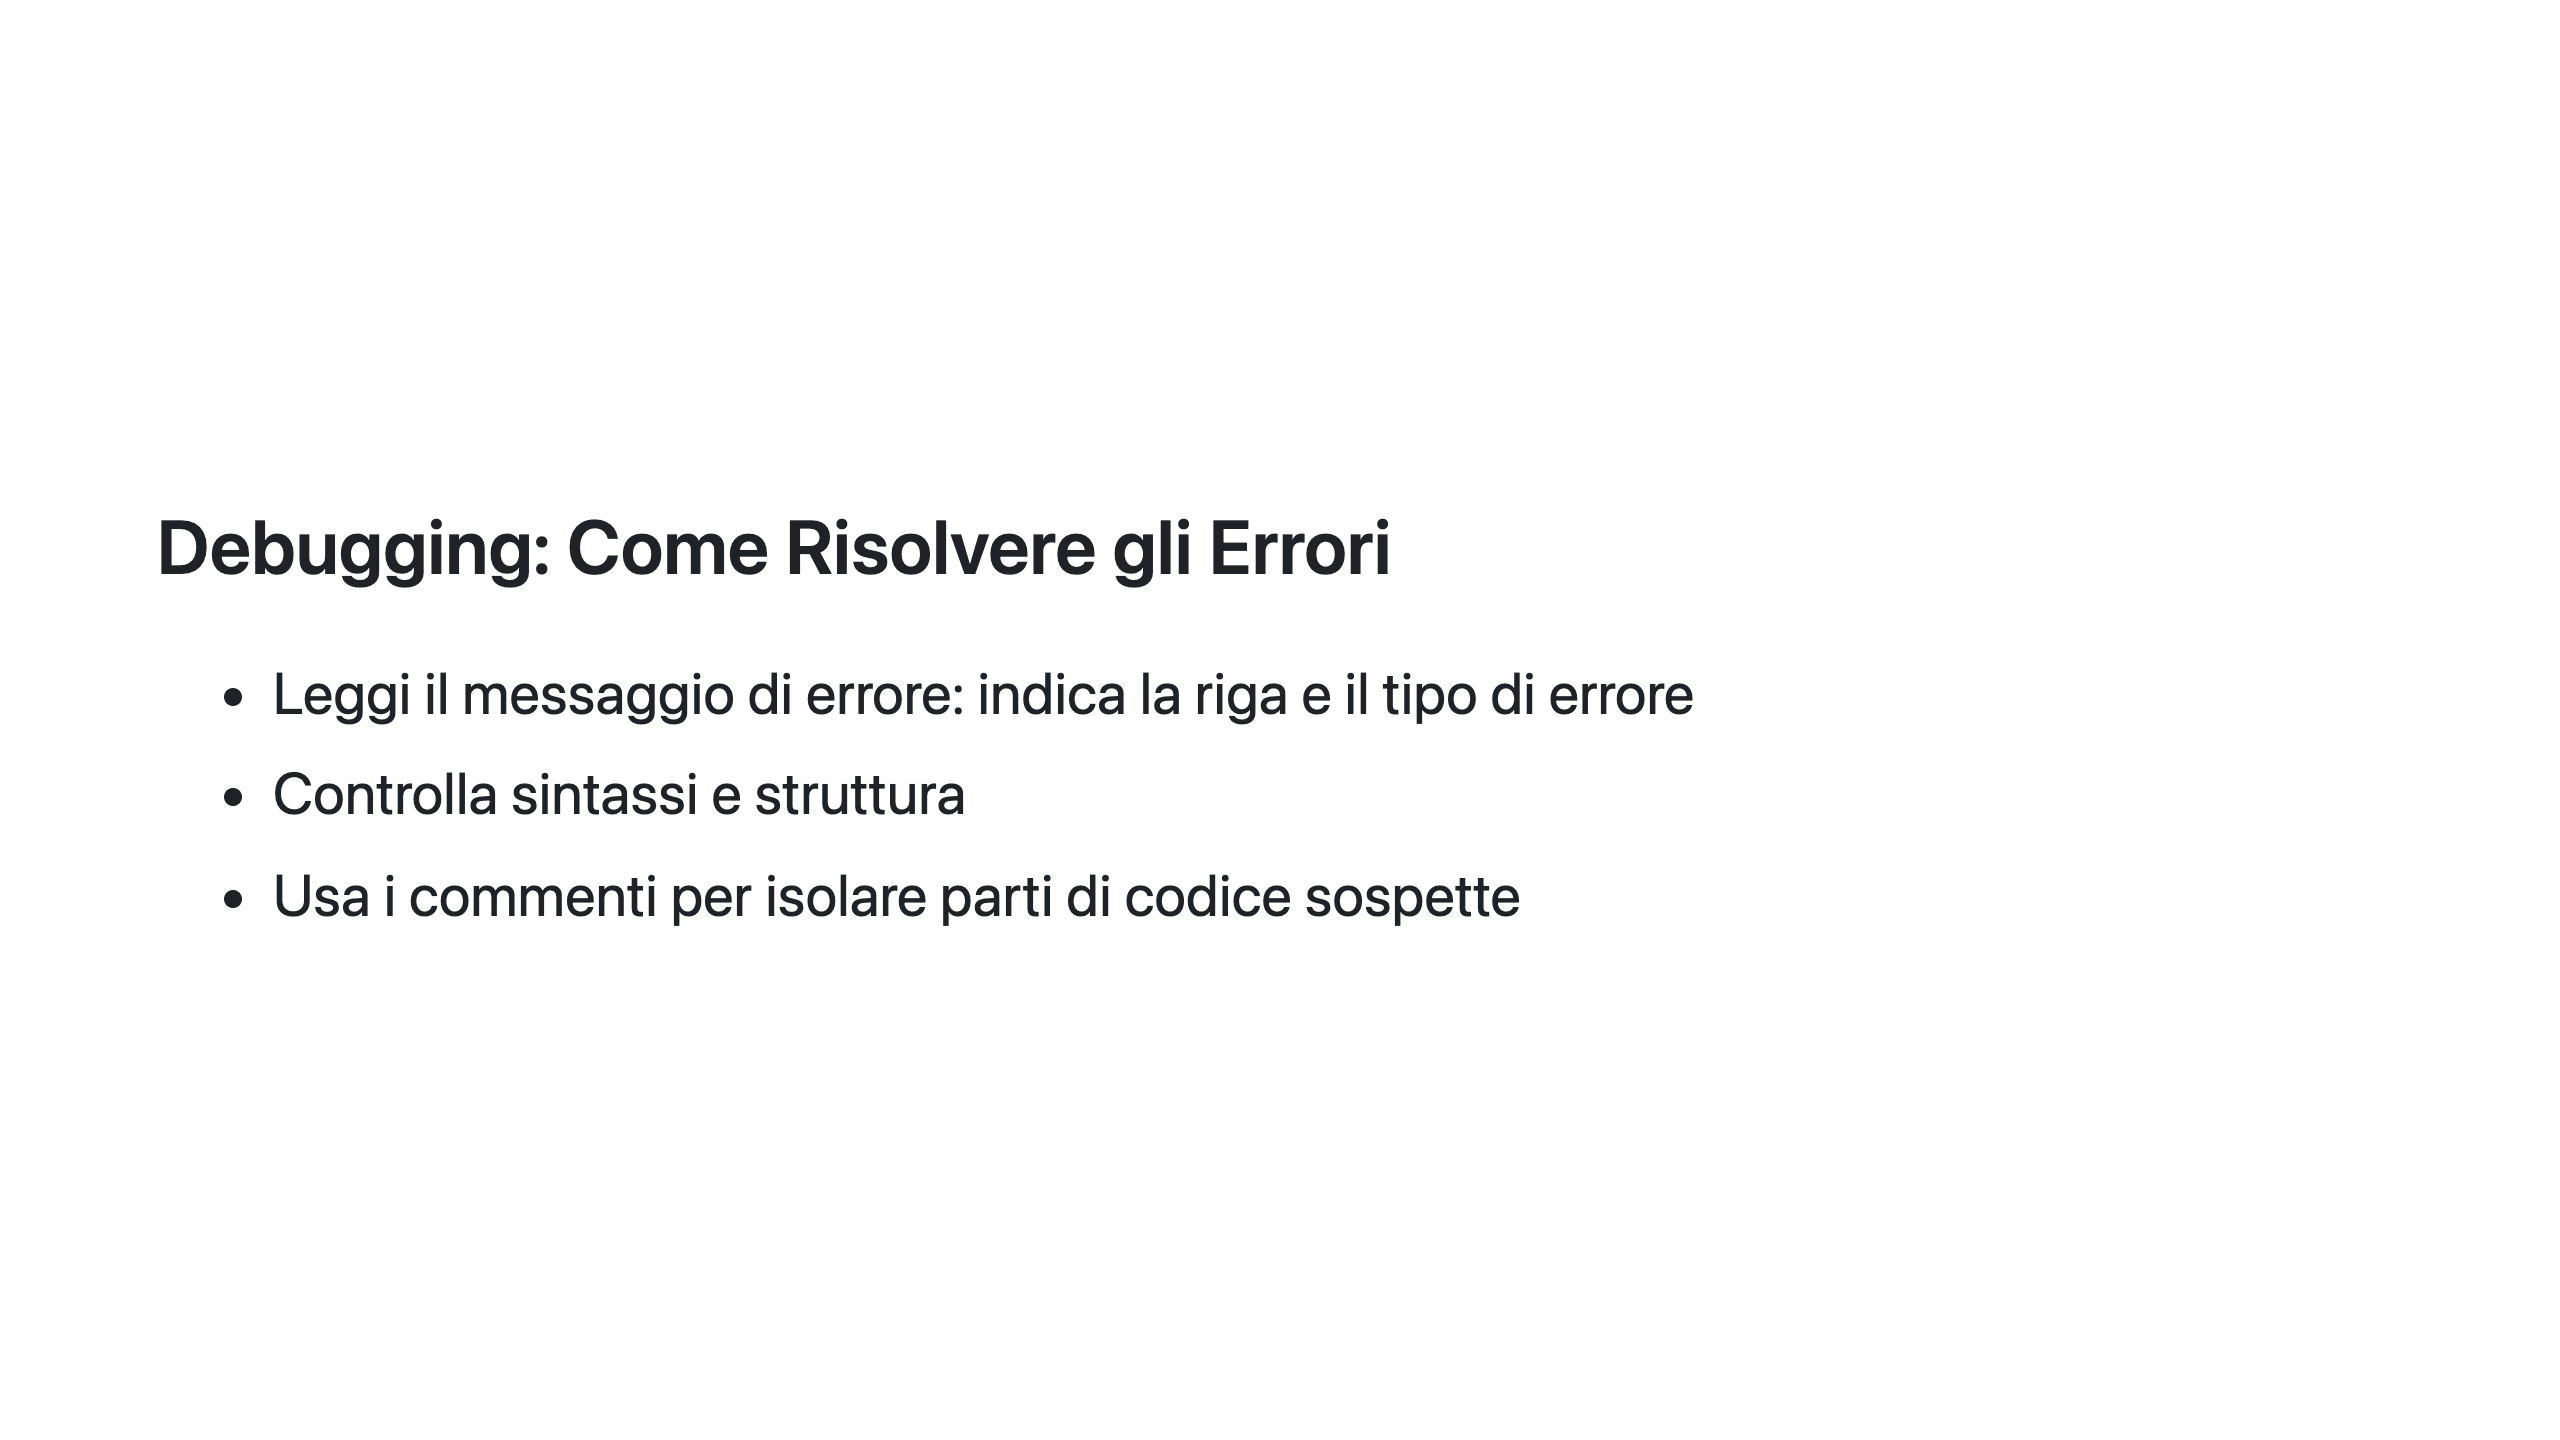 Debugging: Come Risolvere gli Errori
• Leggi il messaggio di errore: indica la riga e il tipo di errore
• Controlla sintassi e struttura
• Usa i commenti per isolare parti di codice sospette